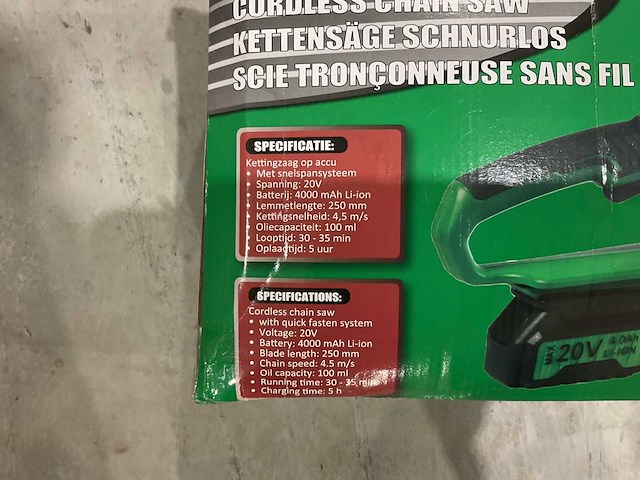 CORDLESS CHAIN SAW
KETTENSÄGE SCHNURLOS
SCIE TRONÇONNEUSE SANS FIL
SPECIFICATIE:
Kettingzaag op accu
• Met snelspansysteem
• Spanning: 20V
• Batterij: 4000 mAh Li-ion
• Lemmetlengte: 250 mm
• Kettingsnelheid: 4,5 m/s
• Oliecapaciteit: 100 ml
• Looptijd: 30 - 35 min
• Oplaadtijd: 5 uur
SPECIFICATIONS:
Cordless chain saw
• with quick fasten system
• Voltage: 20V
• Battery: 4000 mAh Li-ion
• Blade length: 250 mm
• Chain speed: 4.5 m/s
• Oil capacity: 100 ml
• Running time: 30 - 35 min
• Charging time: 5 h
MAX 20V 4.0Ah
LI-ION